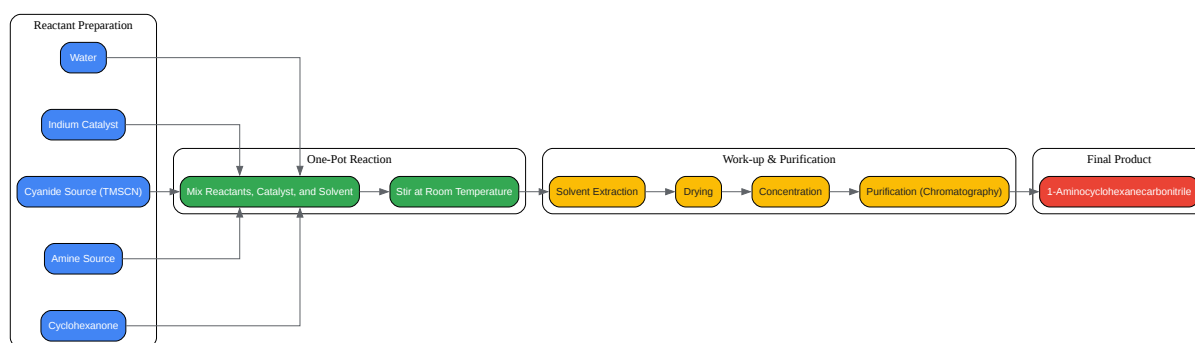 Reactant Preparation
Water
Indium Catalyst
Cyanide Source (TMSCN)
Amine Source
Cyclohexanone
One-Pot Reaction
Mix Reactants, Catalyst, and Solvent
Stir at Room Temperature
Work-up & Purification
Solvent Extraction
Drying
Concentration
Purification (Chromatography)
Final Product
1-Aminocyclohexanecarbonitrile